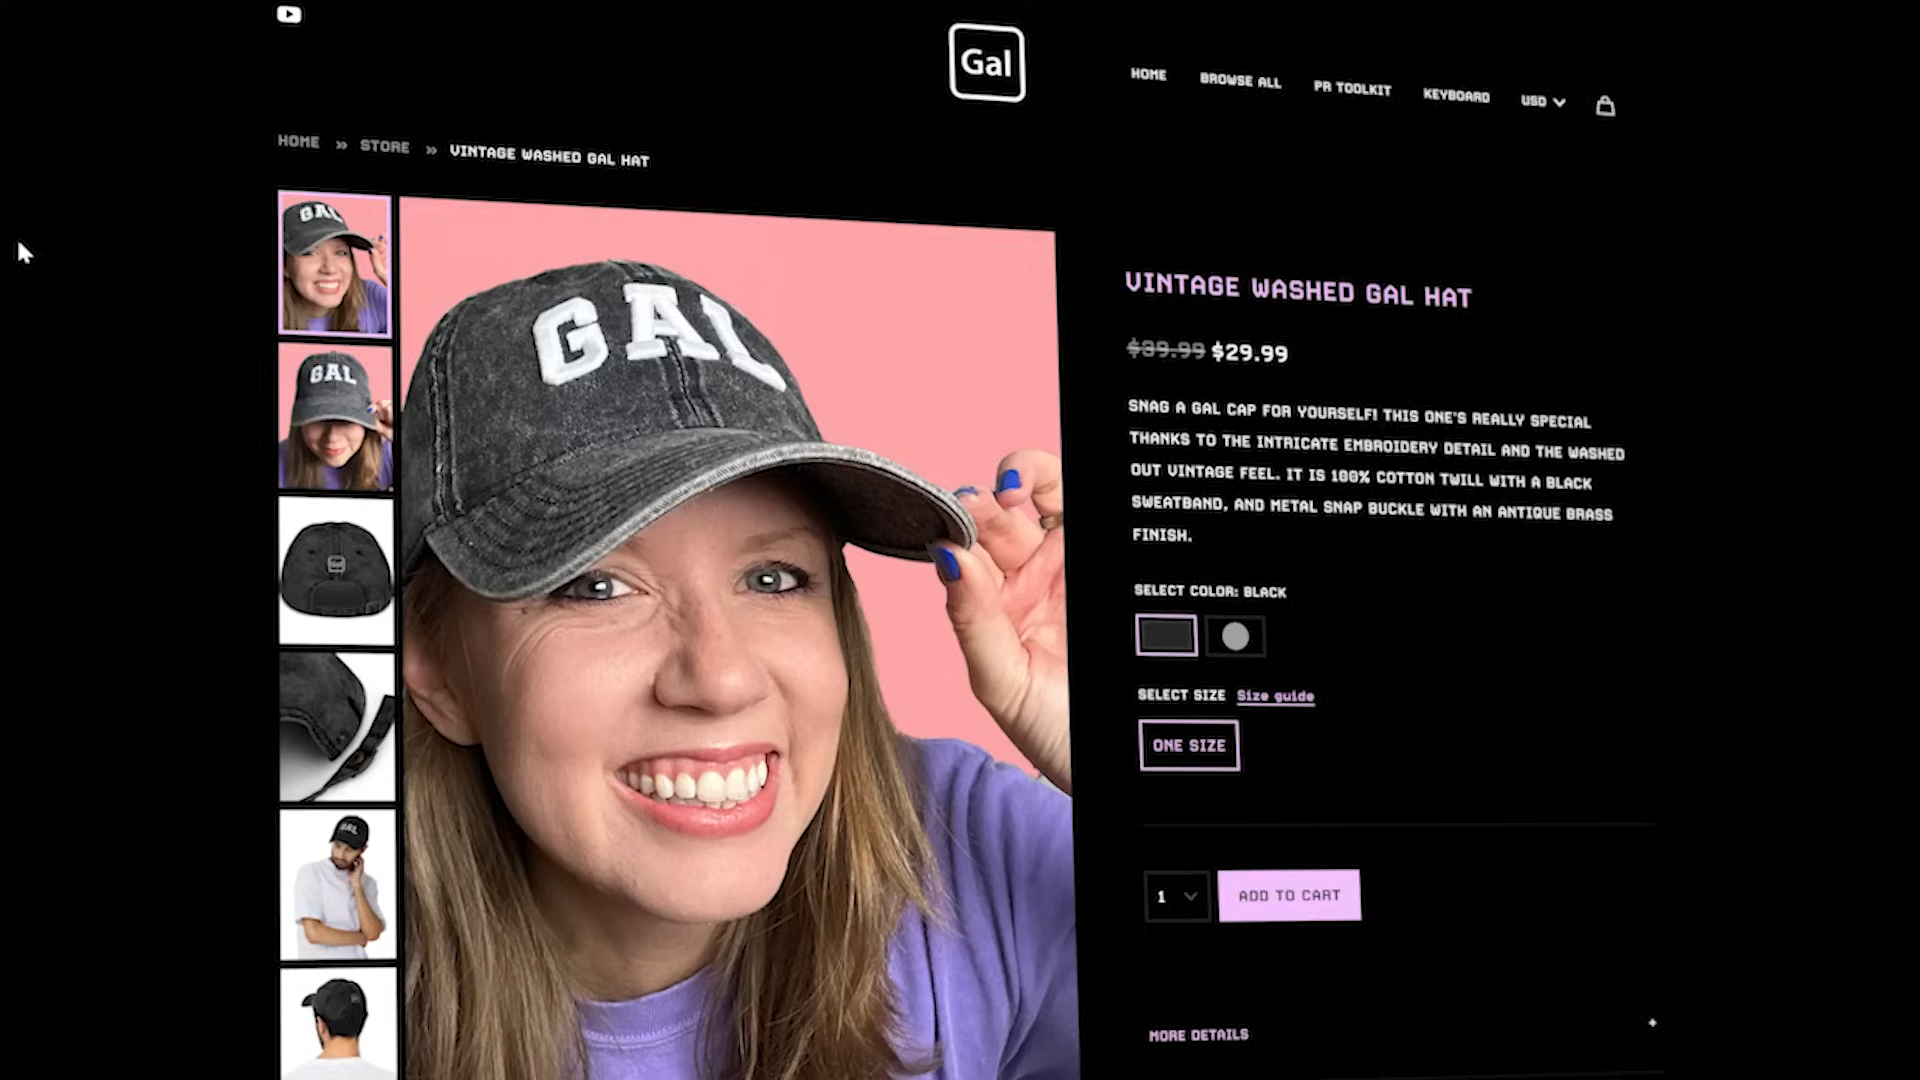 Gal
HOME
BROWSE ALL
PR TOOLKIT
KEYBOARD
USD
HOME » STORE » VINTAGE WASHED GAL HAT
GAL
GAL
GAL
GAL
VINTAGE WASHED GAL HAT
$39.99 $29.99
SNAG A GAL CAP FOR YOURSELF! THIS ONE'S REALLY SPECIAL
THANKS TO THE INTRICATE EMBROIDERY DETAIL AND THE WASHED
OUT VINTAGE FEEL. IT IS 100% COTTON TWILL WITH A BLACK
SWEATBAND, AND METAL SNAP BUCKLE WITH AN ANTIQUE BRASS
FINISH.
SELECT COLOR: BLACK
SELECT SIZE Size guide
ONE SIZE
1
ADD TO CART
MORE DETAILS
+